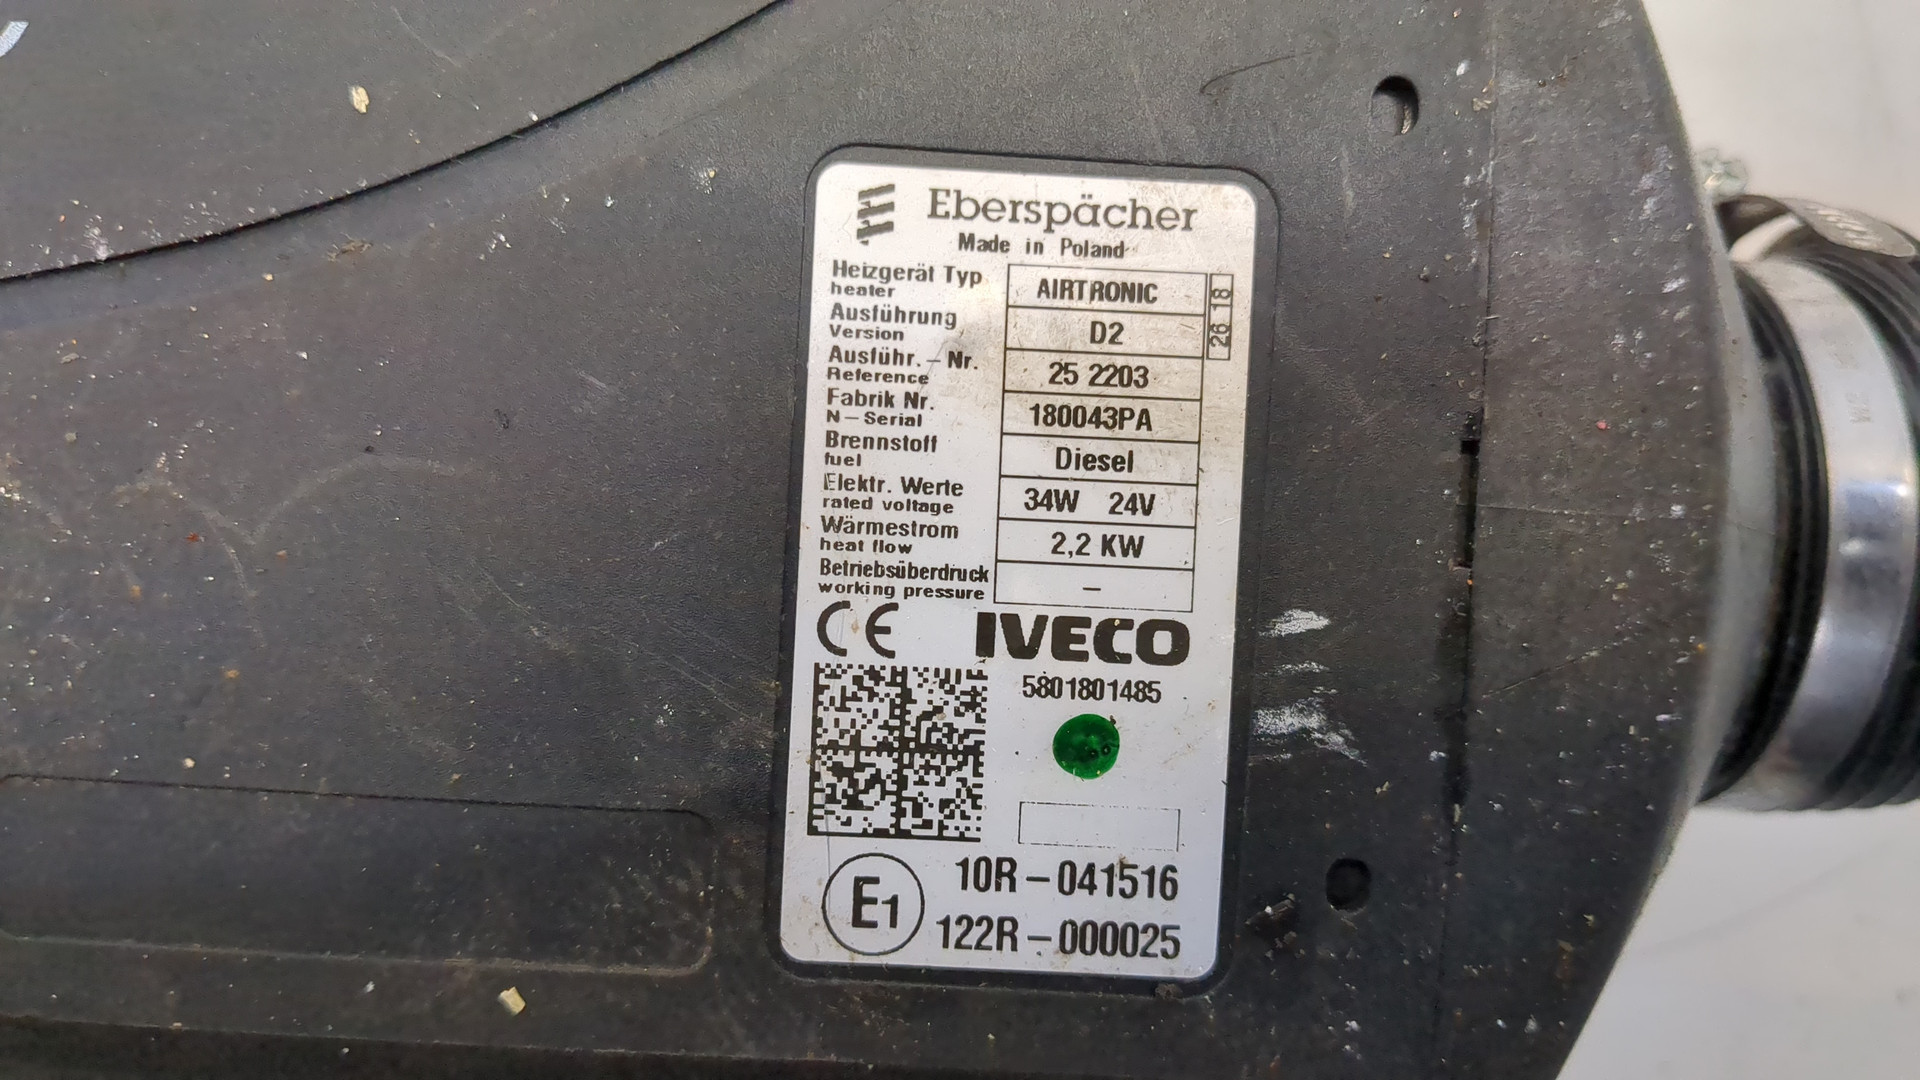 Eberspächer
Made in Poland
Heizgerät Typ
heater
AIRTRONIC
26 18
Ausführung
Version
D2
Ausführ. - Nr.
Reference
25 2203
Fabrik Nr.
N - Serial
180043PA
Brennstoff
fuel
Diesel
Elektr. Werte
rated voltage
34W 24V
Wärmestrom
heat flow
2,2 KW
Betriebsüberdruck
working pressure
-
CE IVECO
5801801485
E1
10R - 041516
122R - 000025